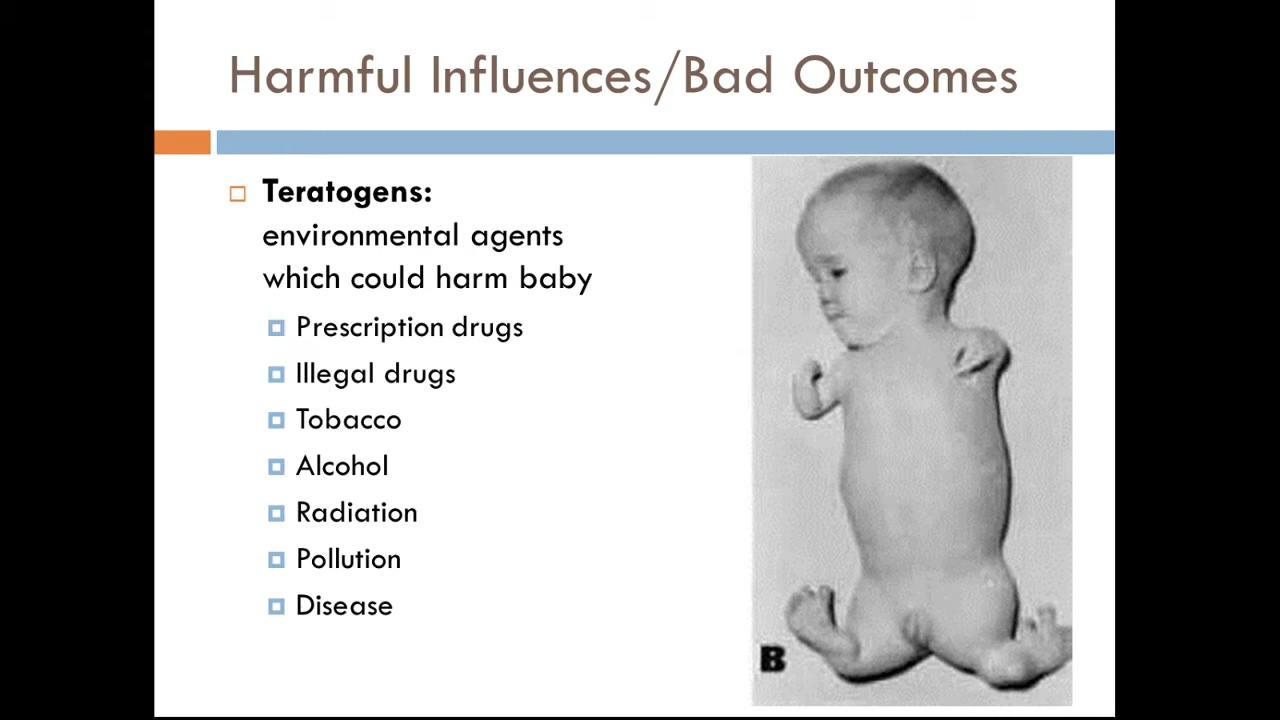 Harmful Influences/Bad Outcomes
Teratogens:
environmental agents
which could harm baby
Prescription drugs
Illegal drugs
Tobacco
Alcohol
Radiation
Pollution
Disease
B